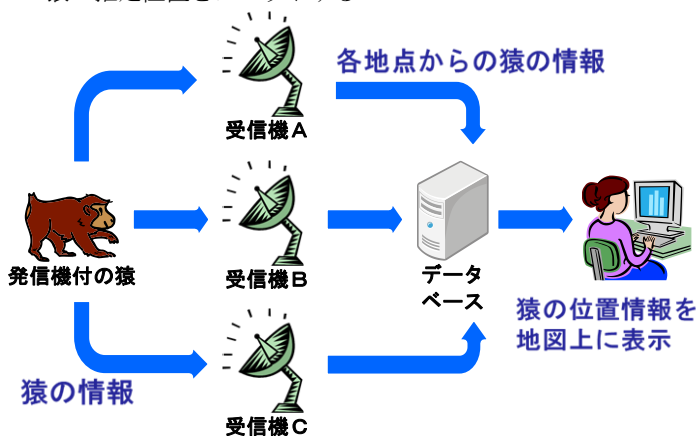 各地点からの猿の情報
受信機A
発信機付の猿
受信機B
データ
ベース
猿の位置情報を
地図上に表示
猿の情報
受信機C